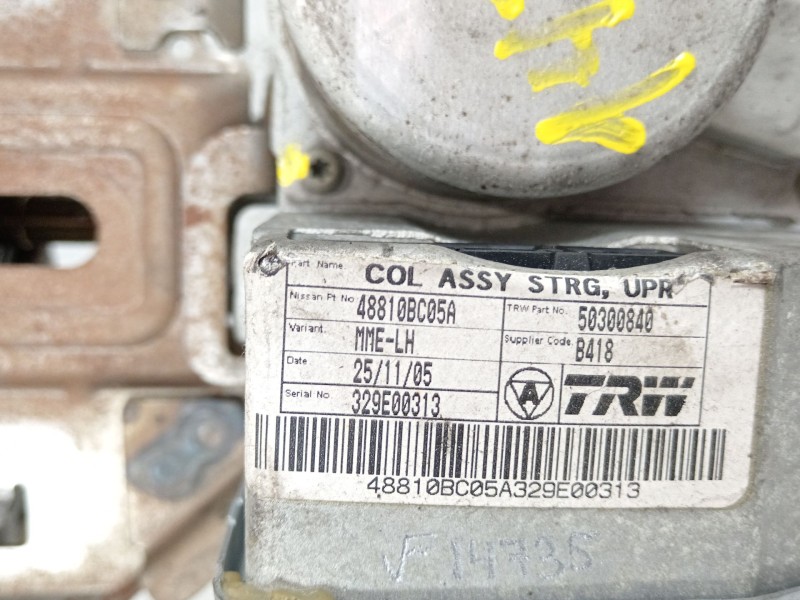 Part Name COL ASSY STRG, UPR
Nissan Pt No. 48810BC05A TRW Part No. 50300840
Variant. MME-LH Supplier Code. B418
Date 25/11/05
Serial No. 329E00313 A TRW
48810BC05A329E00313
14735